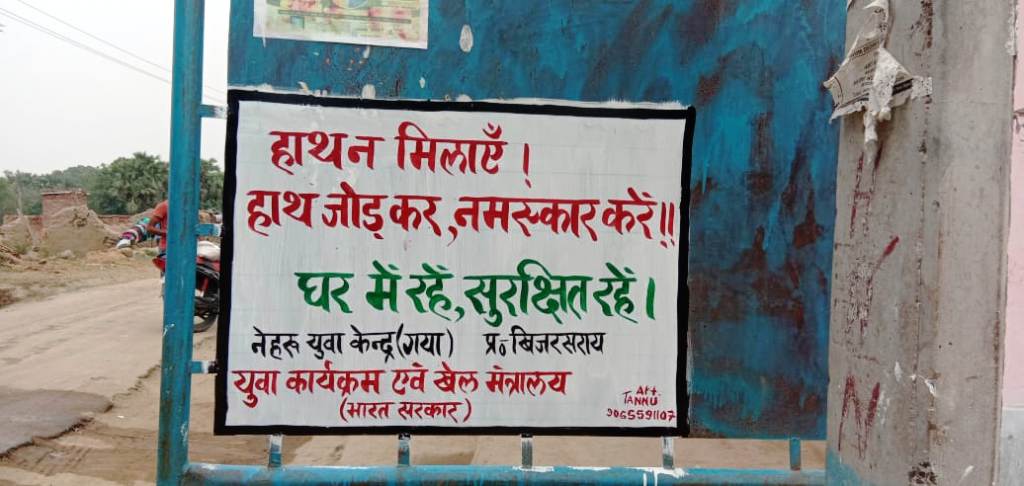 हाथ न मिलाएँ।
हाथ जोड़कर, नमस्कार करें।।
घर में रहें, सुरक्षित रहें।
नेहरू युवा केन्द्र (गया) प्र॰ खिजरसराय
युवा कार्यक्रम एवं खेल मंत्रालय
(भारत सरकार)
Art.
TANNU
9065591107